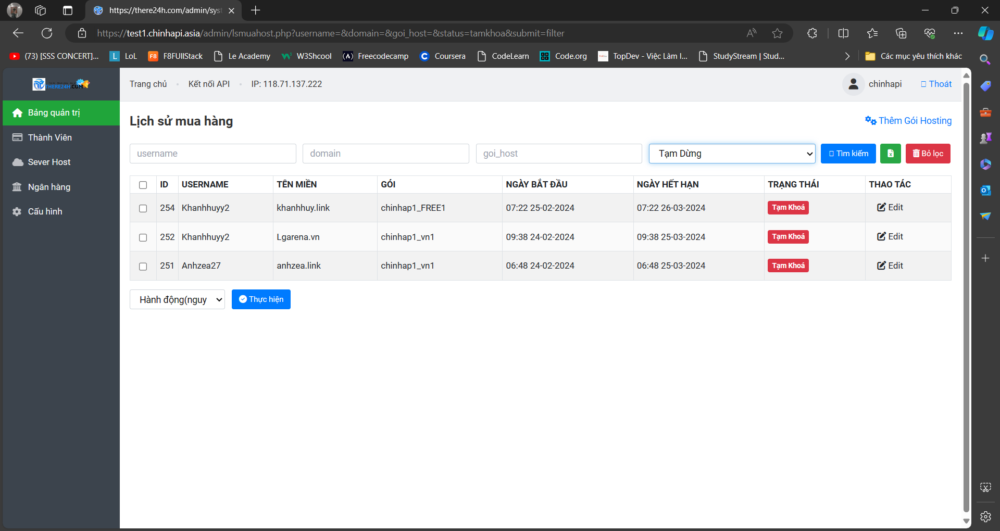 https://there24h.com/admin/sys
https://test1.chinhapi.asia/admin/lsmuahost.php?username=&domain=&goi_host=&status=tamkhoa&submit=filter
(73) [SSS CONCERT]... LoL F8FUllStack Le Academy W3Shcool Freecodecamp Coursera CodeLearn Code.org TopDev - Việc Làm I... StudyStream | Stud... Các mục yêu thích khác
THERE24H.COM
Trang chủ • Kết nối API • IP: 118.71.137.222 chinhapi Thoát
Bảng quản trị
Thành Viên
Sever Host
Ngân hàng
Cấu hình
Lịch sử mua hàng Thêm Gói Hosting
username domain goi_host Tạm Dừng Tìm kiếm Bỏ lọc
ID USERNAME TÊN MIỀN GÓI NGÀY BẮT ĐẦU NGÀY HẾT HẠN TRẠNG THÁI THAO TÁC
254 Khanhhuyy2 khanhhuy.link chinhap1_FREE1 07:22 25-02-2024 07:22 26-03-2024 Tạm Khoá Edit
252 Khanhhuyy2 Lgarena.vn chinhap1_vn1 09:38 24-02-2024 09:38 25-03-2024 Tạm Khoá Edit
251 Anhzea27 anhzea.link chinhap1_vn1 06:48 24-02-2024 06:48 25-03-2024 Tạm Khoá Edit
Hành động(nguy Thực hiện